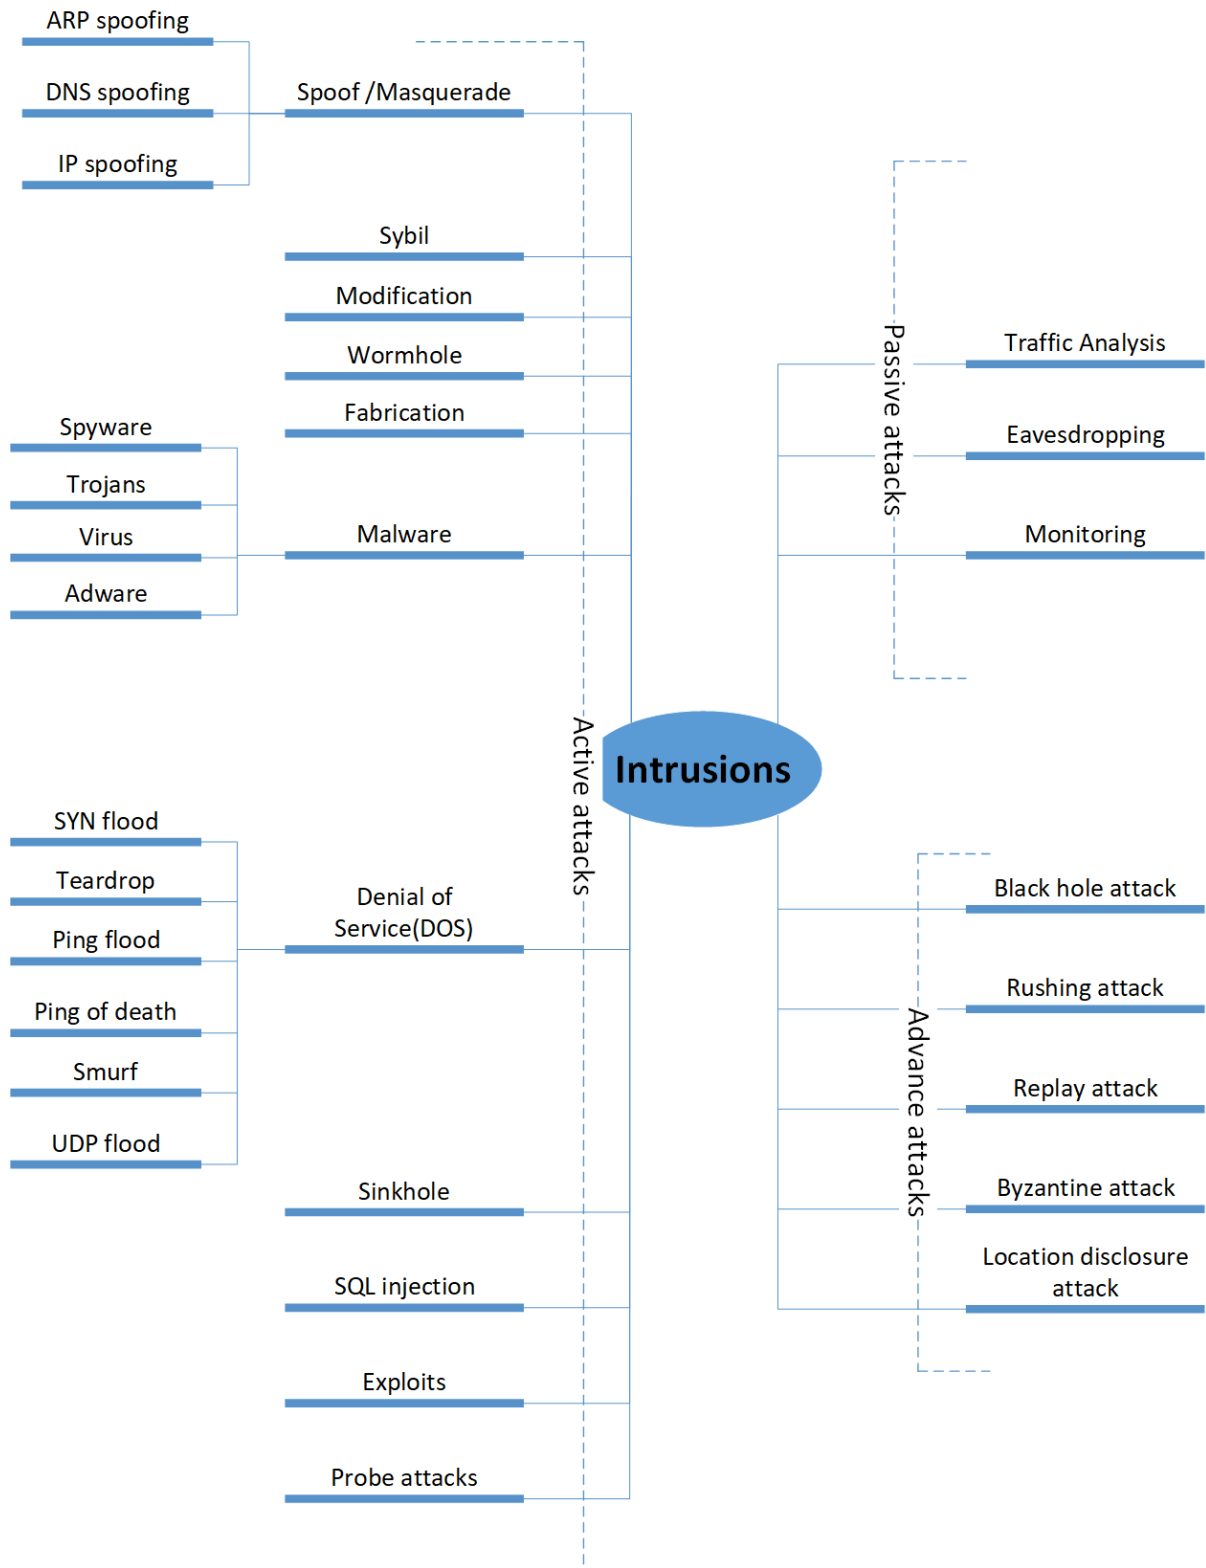 ARP spoofing
DNS spoofing
IP spoofing
Spoof /Masquerade
Sybil
Modification
Wormhole
Fabrication
Spyware
Trojans
Virus
Adware
Malware
SYN flood
Teardrop
Ping flood
Ping of death
Smurf
UDP flood
Denial of
Service(DOS)
Sinkhole
SQL injection
Exploits
Probe attacks
Active attacks
Intrusions
Passive attacks
Traffic Analysis
Eavesdropping
Monitoring
Advance attacks
Black hole attack
Rushing attack
Replay attack
Byzantine attack
Location disclosure
attack